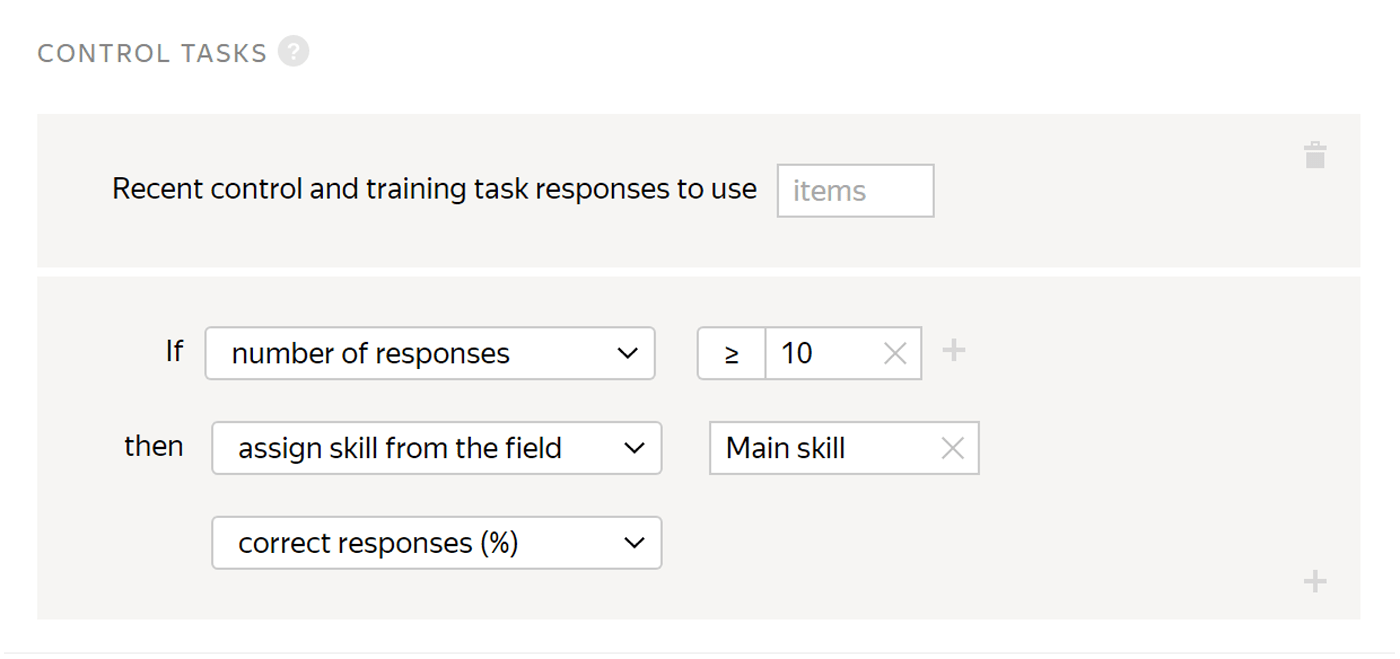 CONTROL TASKS ?
Recent control and training task responses to use items
If number of responses ≥ 10
then assign skill from the field Main skill
correct responses (%)